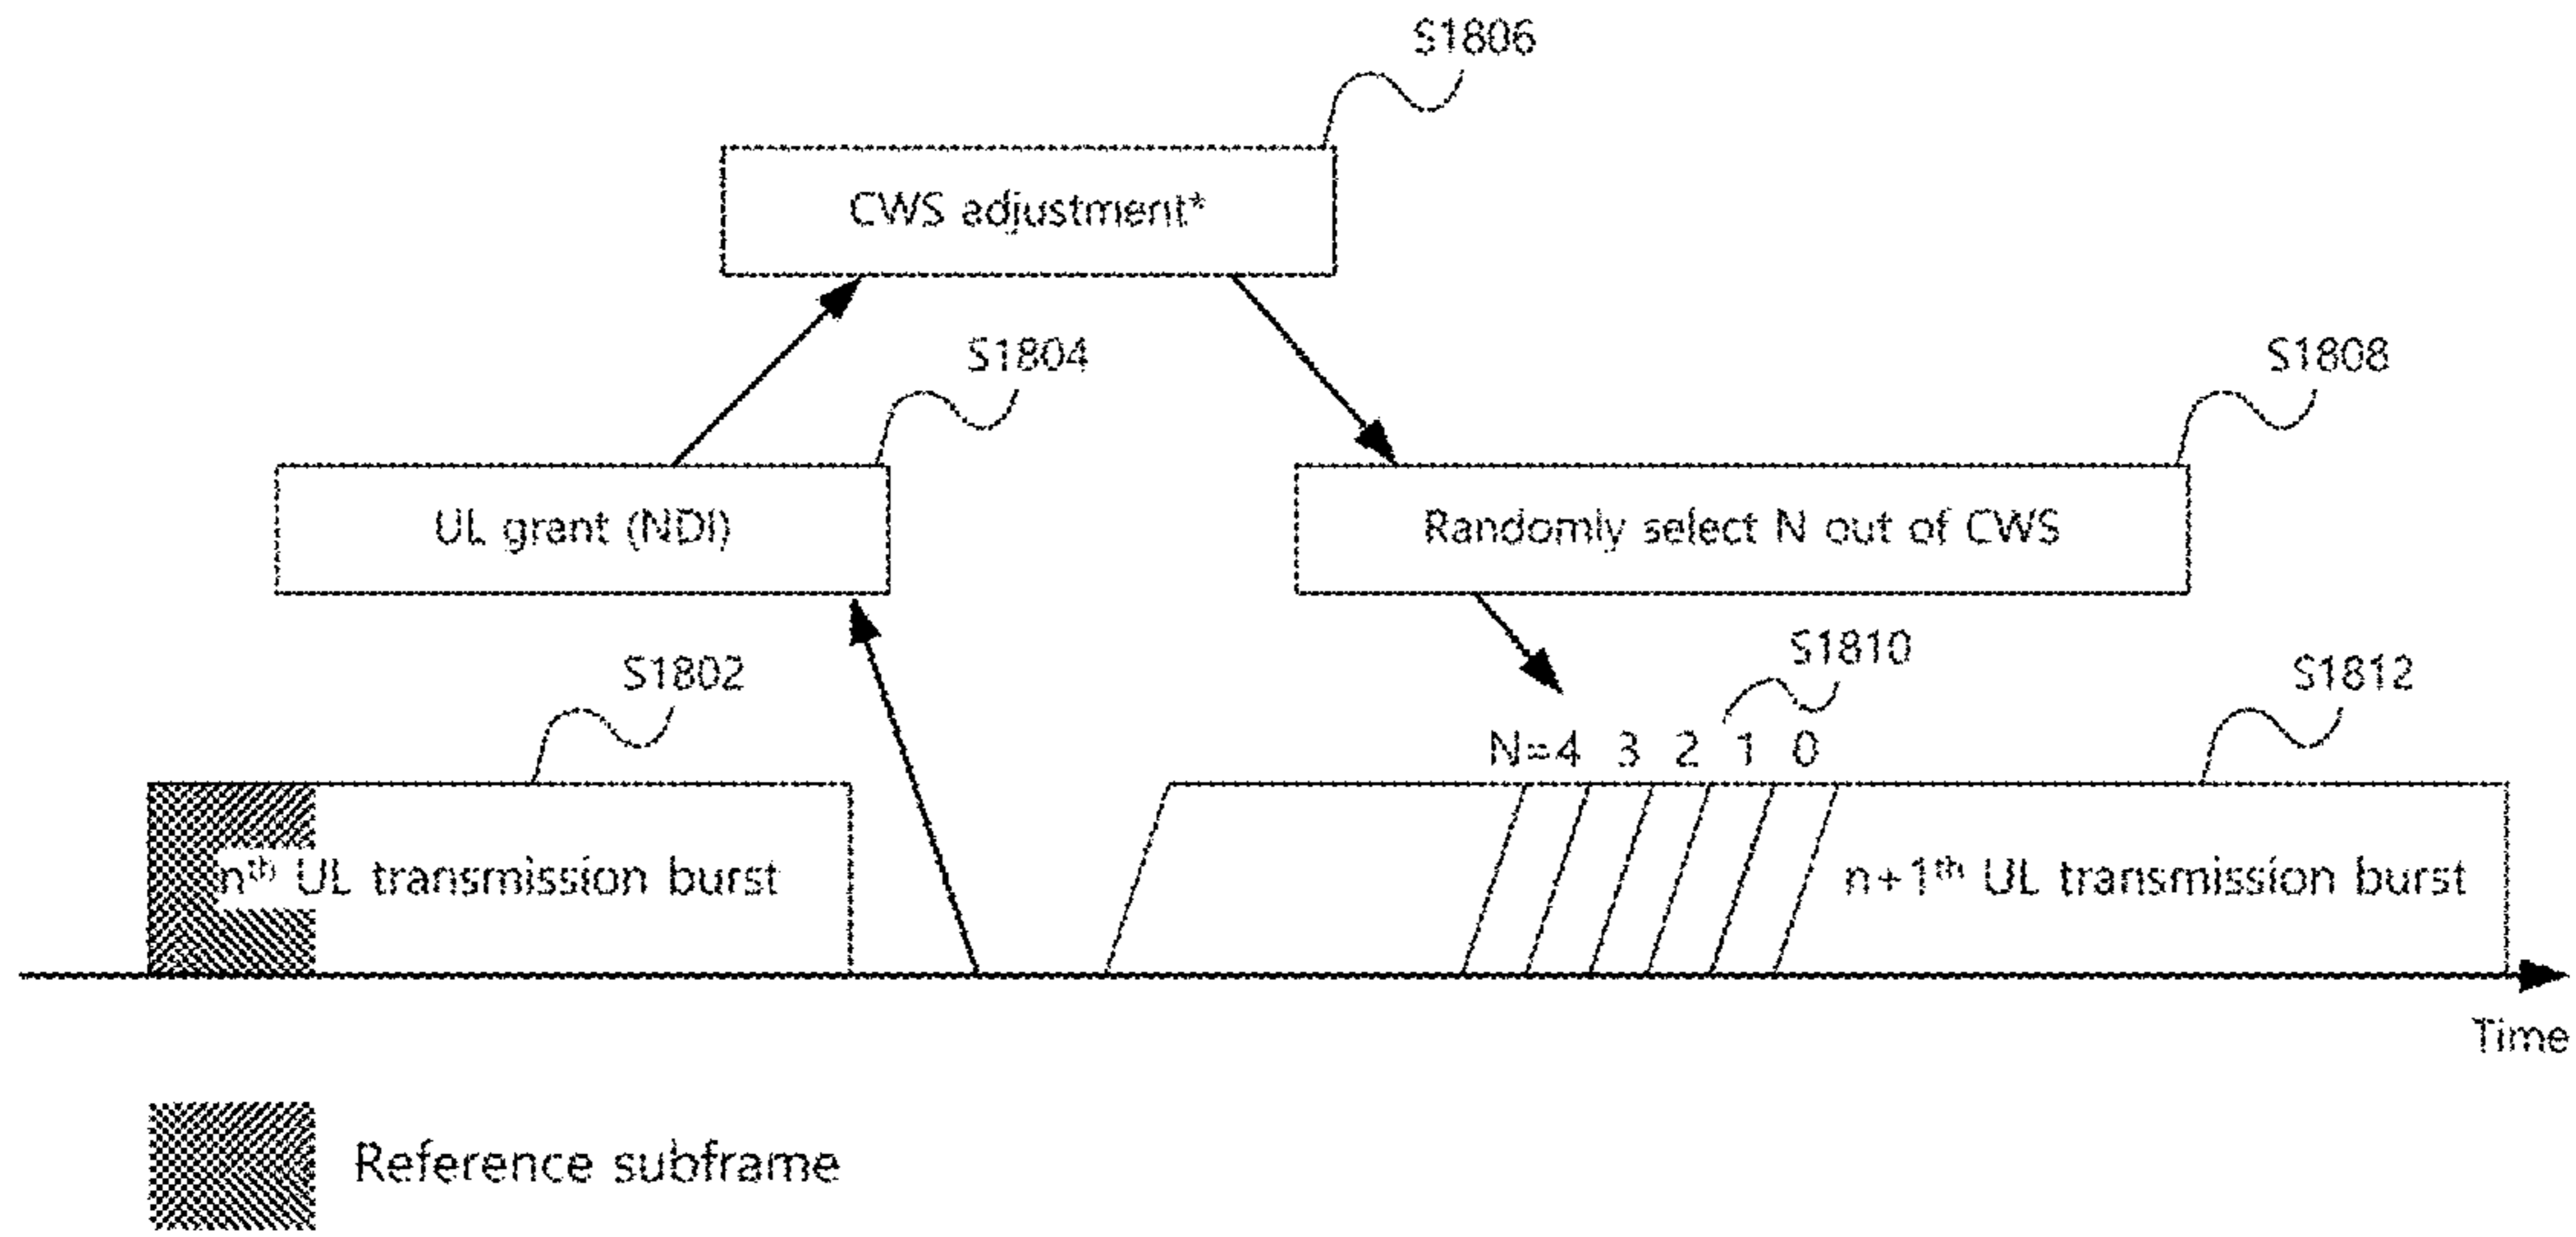 S1806
CWS adjustment*
S1804
S1808
UL grant (NDI)
Randomly select N out of CWS
S1802
S1810
S1812
N=4 3 2 1 0
nth UL transmission burst
n+1th UL transmission burst
Time
Reference subframe